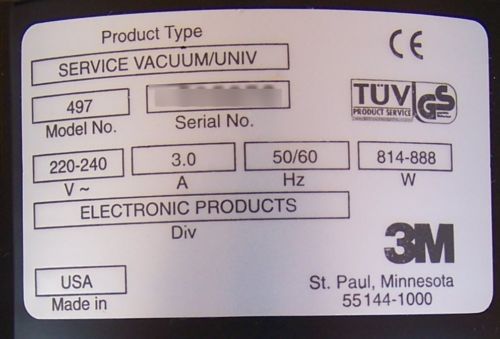 Product Type
SERVICE VACUUM/UNIV
CE
497
Model No.
Serial No.
TÜV
PRODUCT SERVICE
GS
220-240
V ~
3.0
A
50/60
Hz
814-888
W
ELECTRONIC PRODUCTS
Div
3M
USA
Made in
St. Paul, Minnesota
55144-1000